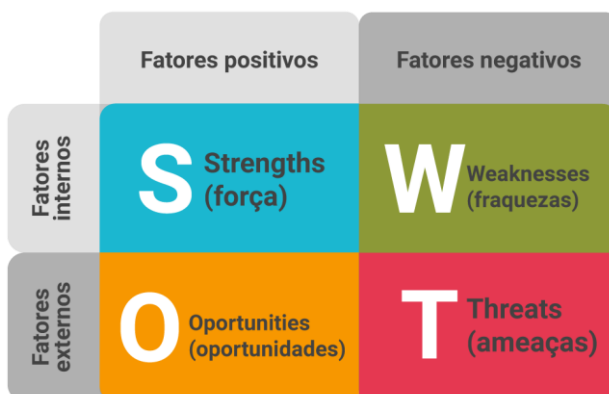 Fatores positivos
Fatores negativos
Fatores
internos
S
Strengths
(força)
W
Weaknesses
(fraquezas)
Fatores
externos
O
Oportunities
(oportunidades)
T
Threats
(ameaças)